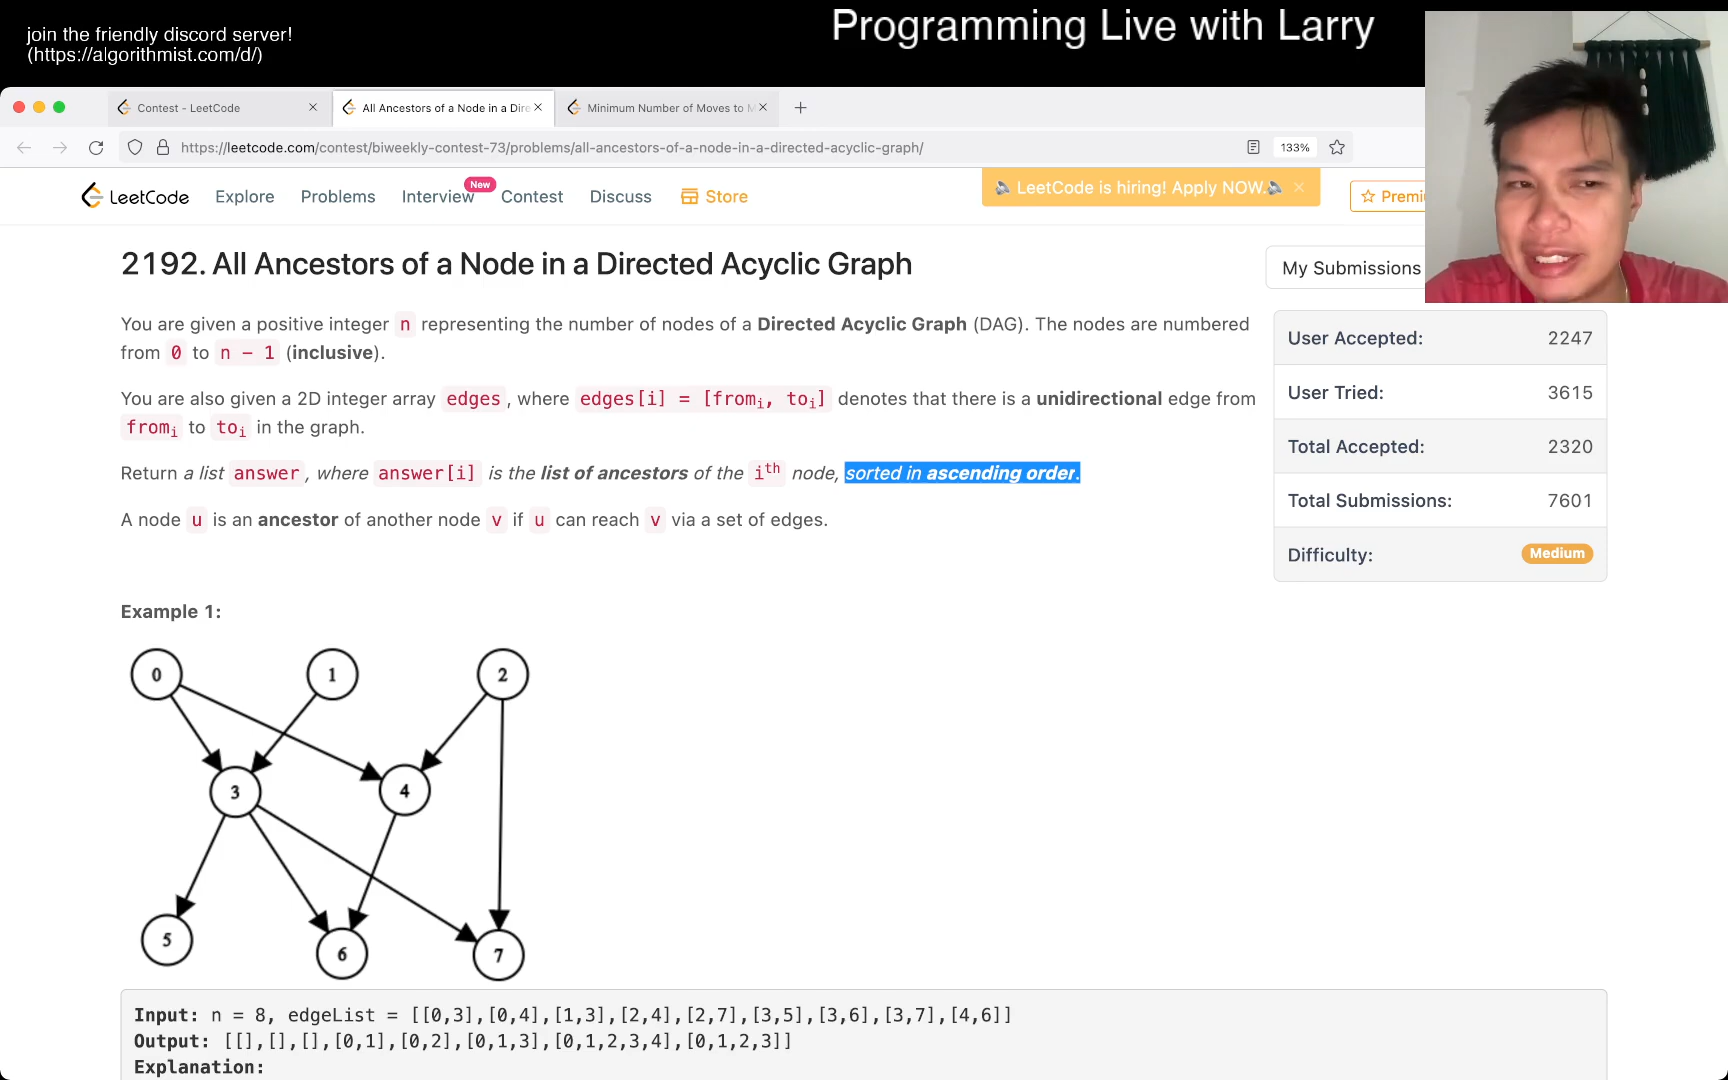 join the friendly discord server!
(https://algorithmist.com/d/)
Programming Live with Larry
Contest - LeetCode
All Ancestors of a Node in a Dire
Minimum Number of Moves to M
https://leetcode.com/contest/biweekly-contest-73/problems/all-ancestors-of-a-node-in-a-directed-acyclic-graph/
133%
LeetCode
Explore
Problems
Interview
New
Contest
Discuss
Store
LeetCode is hiring! Apply NOW.
Premi
2192. All Ancestors of a Node in a Directed Acyclic Graph
My Submissions
You are given a positive integer n representing the number of nodes of a Directed Acyclic Graph (DAG). The nodes are numbered
from 0 to n - 1 (inclusive).
You are also given a 2D integer array edges, where edges[i] = [fromi, toi] denotes that there is a unidirectional edge from
fromi to toi in the graph.
Return a list answer, where answer[i] is the list of ancestors of the ith node, sorted in ascending order.
A node u is an ancestor of another node v if u can reach v via a set of edges.
User Accepted: 2247
User Tried: 3615
Total Accepted: 2320
Total Submissions: 7601
Difficulty: Medium
Example 1:
0 1 2
3 4
5 6 7
Input: n = 8, edgeList = [[0,3],[0,4],[1,3],[2,4],[2,7],[3,5],[3,6],[3,7],[4,6]]
Output: [[],[],[],[0,1],[0,2],[0,1,3],[0,1,2,3,4],[0,1,2,3]]
Explanation: